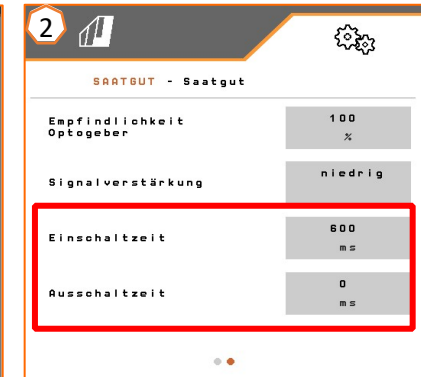 2
SAATGUT - Saatgut
Empfindlichkeit
Optogeber
100
%
Signalverstärkung
niedrig
Einschaltzeit
600
ms
Ausschaltzeit
0
ms